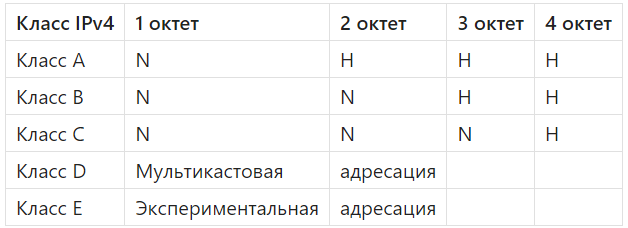 Класс IPv4 1 октет 2 октет 3 октет 4 октет
Класс A N H H H
Класс B N N H H
Класс C N N N H
Класс D Мультикастовая адресация
Класс E Экспериментальная адресация